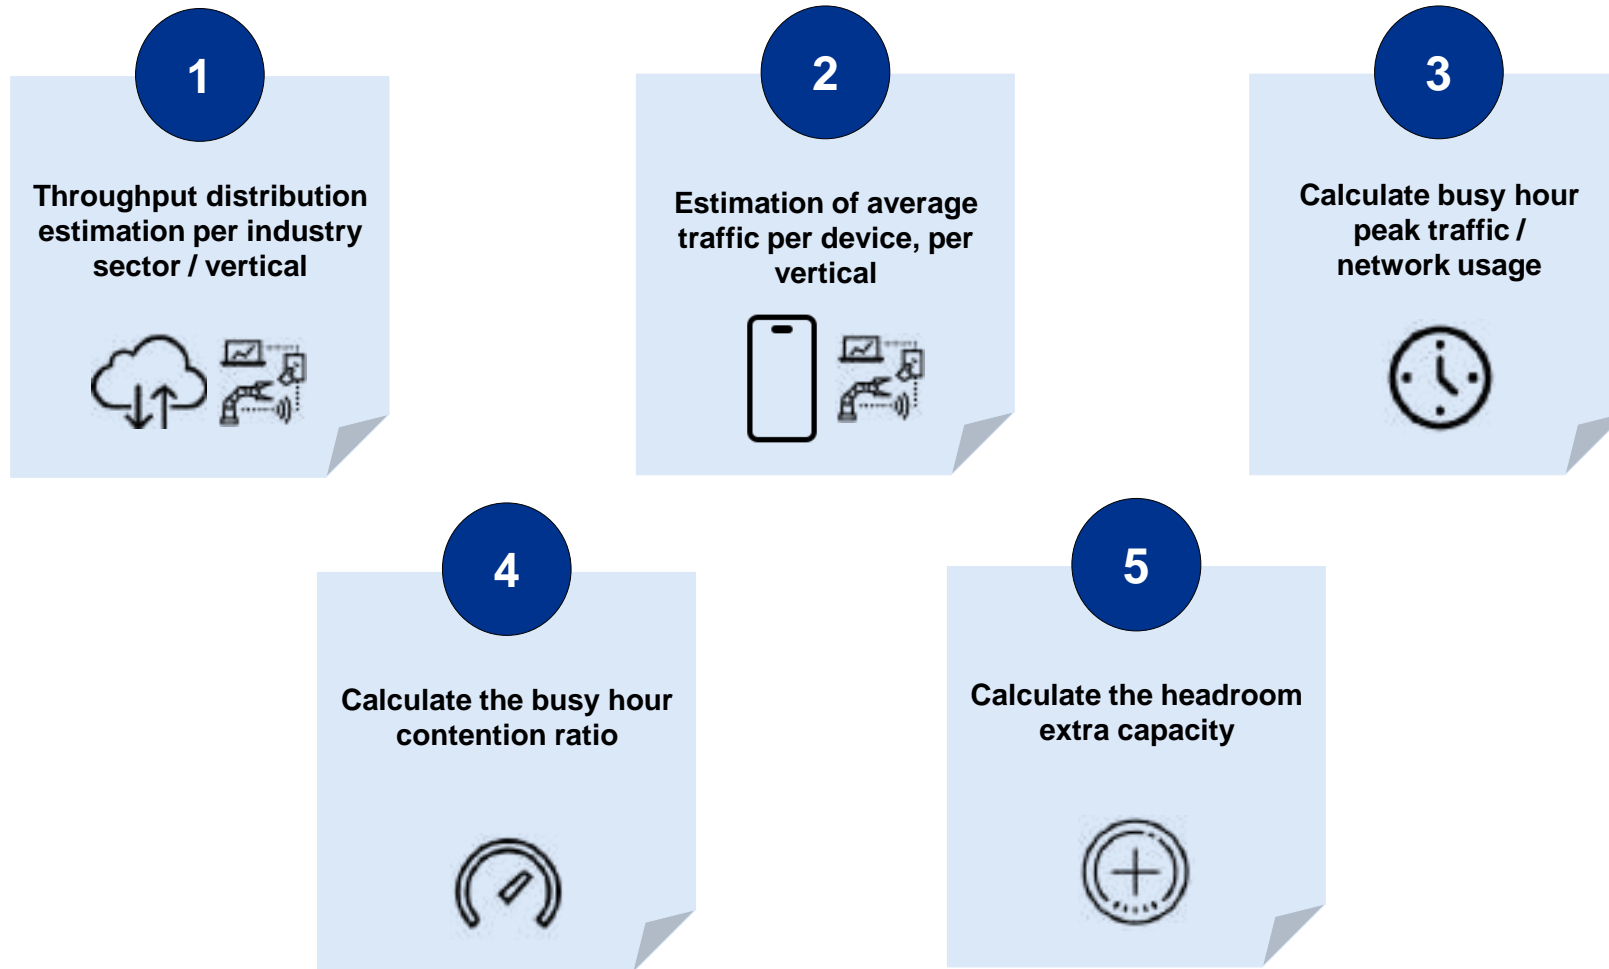 1
Throughput distribution
estimation per industry
sector / vertical
2
Estimation of average
traffic per device, per
vertical
3
Calculate busy hour
peak traffic /
network usage
4
Calculate the busy hour
contention ratio
5
Calculate the headroom
extra capacity